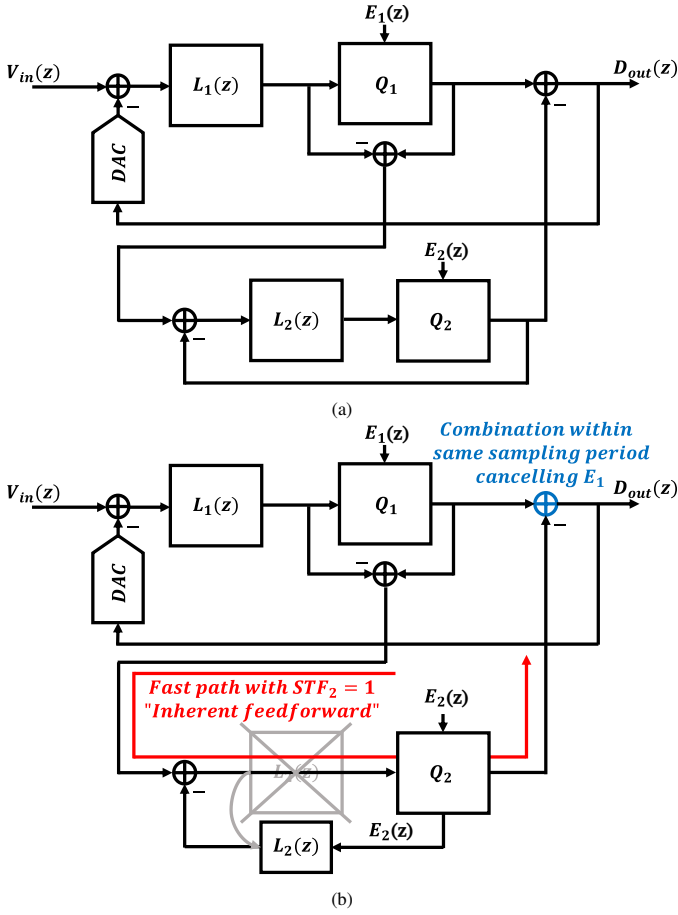 E₁(z)
Vᵢₙ(z)
L₁(z)
Q₁
Dₒᵤₜ(z)
−
−
−
DAC
E₂(z)
L₂(z)
Q₂
−
(a)
Combination within
same sampling period
cancelling E₁
E₁(z)
Vᵢₙ(z)
L₁(z)
Q₁
Dₒᵤₜ(z)
−
−
−
DAC
Fast path with STF₂ = 1
"Inherent feedforward"
E₂(z)
L₂(z)
Q₂
−
E₂(z)
L₂(z)
(b)